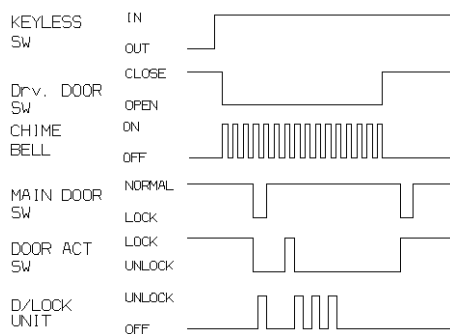 KEYLESS SW IN
OUT
Drv. DOOR SW CLOSE
OPEN
CHIME BELL ON
OFF
MAIN DOOR SW NORMAL
LOCK
DOOR ACT SW LOCK
UNLOCK
D/LOCK UNIT UNLOCK
OFF